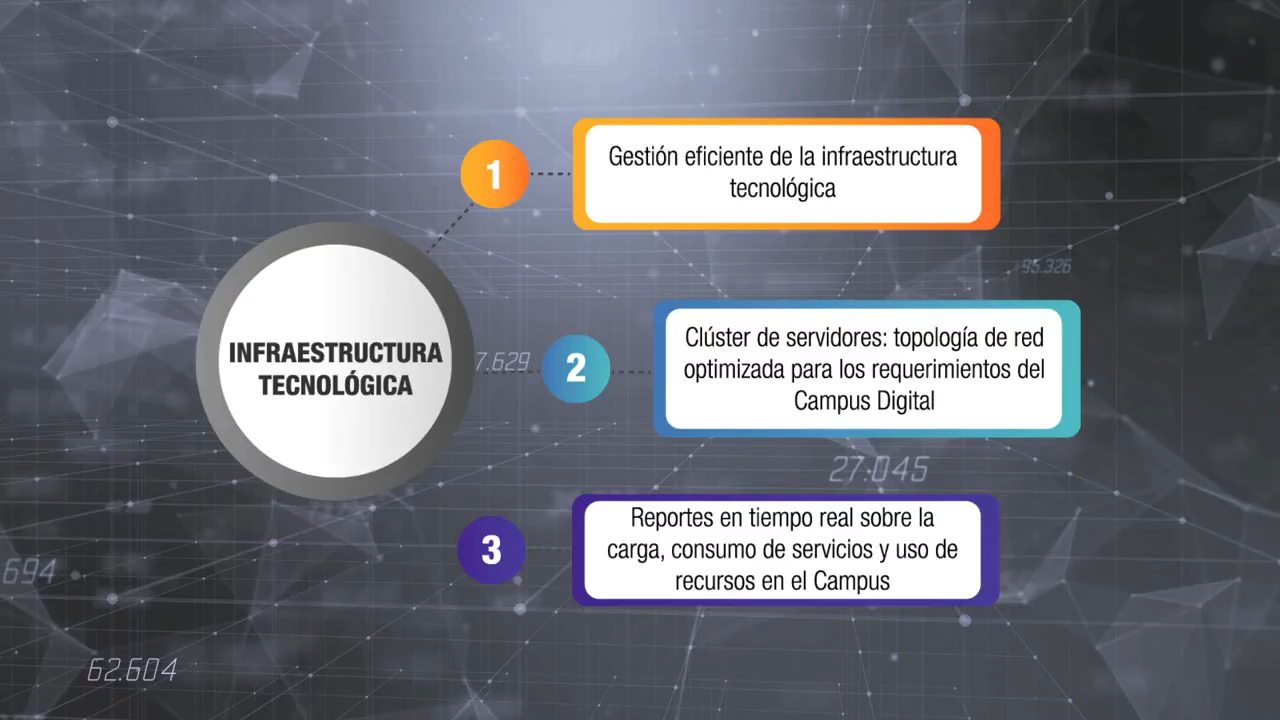 1
Gestión eficiente de la infraestructura
tecnológica
95.326
INFRAESTRUCTURA
TECNOLÓGICA
7.629
2
Clúster de servidores: topología de red
optimizada para los requerimientos del
Campus Digital
27.045
3
Reportes en tiempo real sobre la
carga, consumo de servicios y uso de
recursos en el Campus
694
62.604